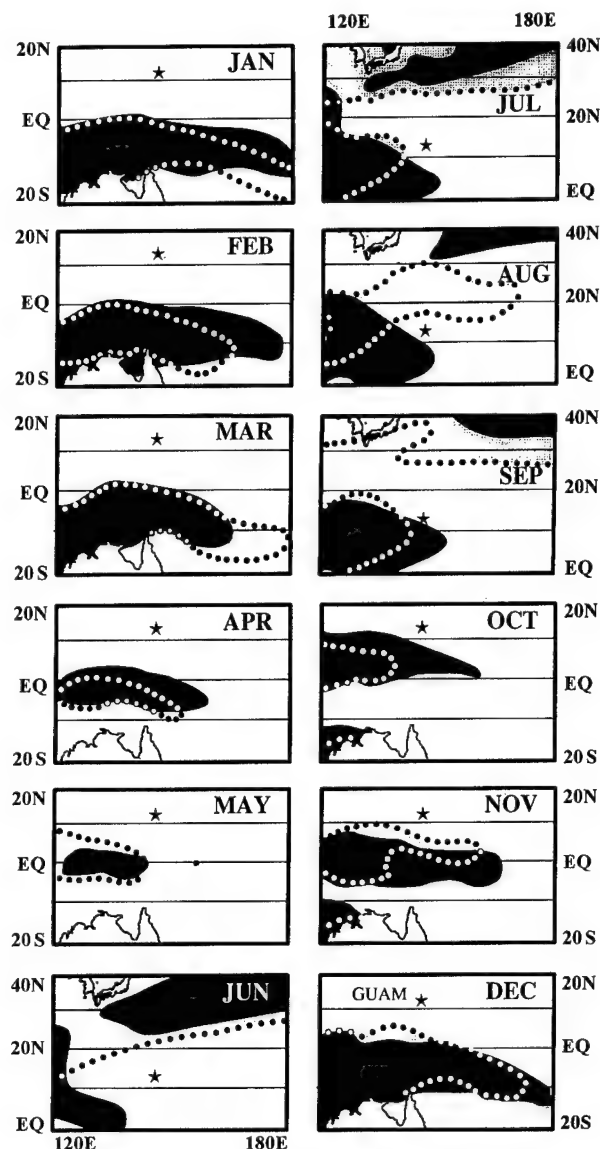 120E 180E
20N JAN 40N
EQ JUL 20N
20S EQ
20N FEB 40N
EQ AUG 20N
20S EQ
20N MAR 40N
EQ SEP 20N
20S EQ
20N APR OCT 20N
EQ EQ
20S 20S
20N MAY NOV 20N
EQ EQ
20S 20S
40N JUN GUAM DEC 20N
20N EQ
EQ 20S
120E 180E